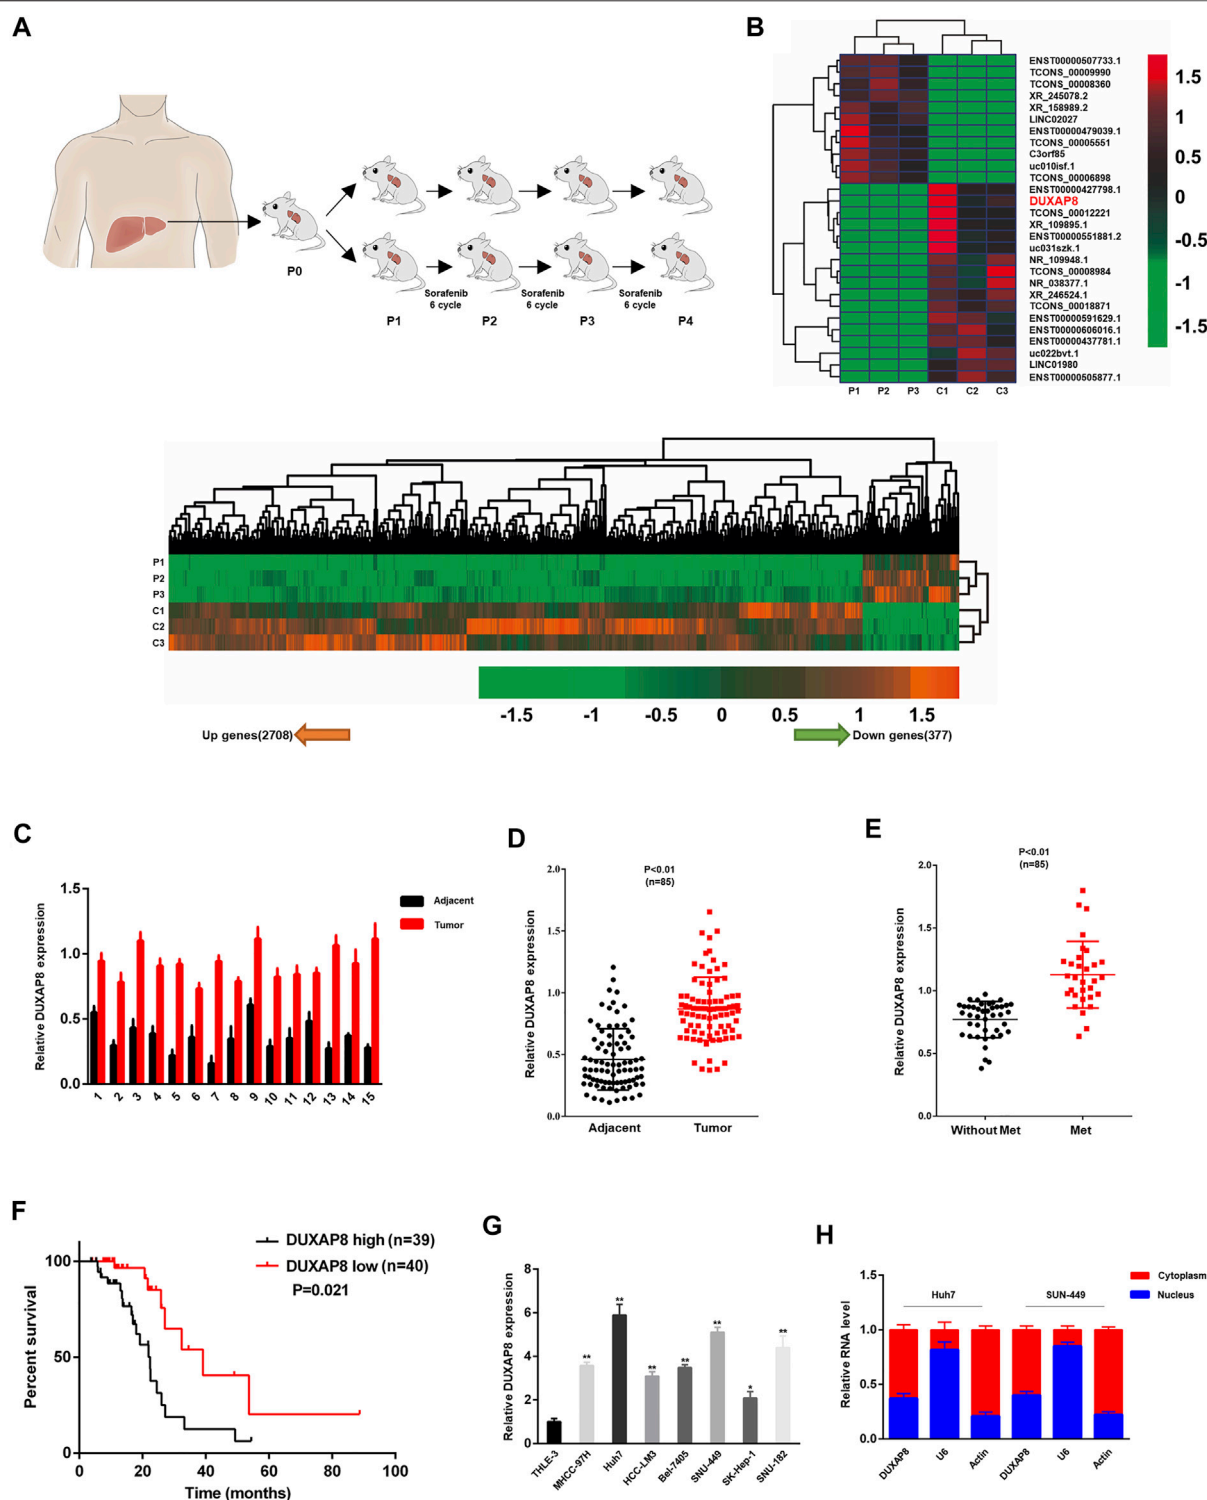 A
P0
Sorafenib
6 cycle
Sorafenib
6 cycle
Sorafenib
6 cycle
P1
P2
P3
P4
B
ENST00000507733.1
TCONS_00009990
TCONS_00008360
XR_245078.2
XR_158989.2
LINC02027
ENST00000479039.1
TCONS_00005551
C3orf85
uc010isf.1
TCONS_00006898
ENST00000427798.1
DUXAP8
TCONS_00012221
XR_109895.1
ENST00000551881.2
uc031szk.1
NR_109948.1
TCONS_00008984
NR_038377.1
XR_246524.1
TCONS_00018871
ENST00000591629.1
ENST00000606016.1
ENST00000437781.1
uc022bvt.1
LINC01980
ENST00000505877.1
P1 P2 P3 C1 C2 C3
1.5
1
0.5
0
-0.5
-1
-1.5
P1
P2
P3
C1
C2
C3
-1.5 -1 -0.5 0 0.5 1 1.5
Up genes(2708)
Down genes(377)
C
Relative DUXAP8 expression
1.5
1.0
0.5
0.0
1 2 3 4 5 6 7 8 9 10 11 12 13 14 15
Adjacent
Tumor
D
P<0.01
(n=85)
Relative DUXAP8 expression
2.0
1.5
1.0
0.5
0.0
Adjacent Tumor
E
P<0.01
(n=85)
Relative DUXAP8 expression
2.0
1.5
1.0
0.5
0.0
Without Met Met
F
DUXAP8 high (n=39)
DUXAP8 low (n=40)
P=0.021
Percent survival
100
50
0
0 20 40 60 80 100
Time (months)
G
Relative DUXAP8 expression
8
6
4
2
0
** ** ** ** ** * **
THLE-3
MHCC-97H
Huh7
HCC-LM3
Bel-7405
SNU-449
SK-Hep-1
SNU-182
H
Cytoplasm
Nucleus
Huh7
SUN-449
Relative RNA level
1.5
1.0
0.5
0.0
DUXAP8
U6
Actin
DUXAP8
U6
Actin